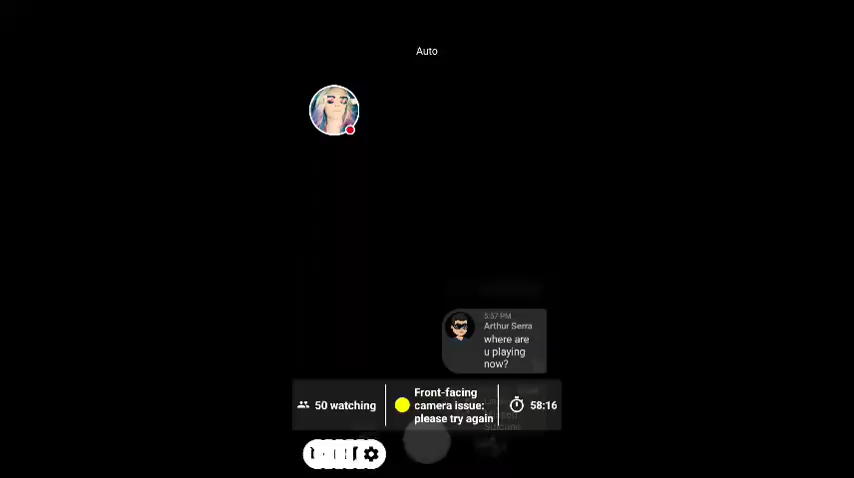 Auto
5:57 PM
Arthur Serra
where are
u playing
now?
50 watching
Front-facing
camera issue:
please try again
58:16